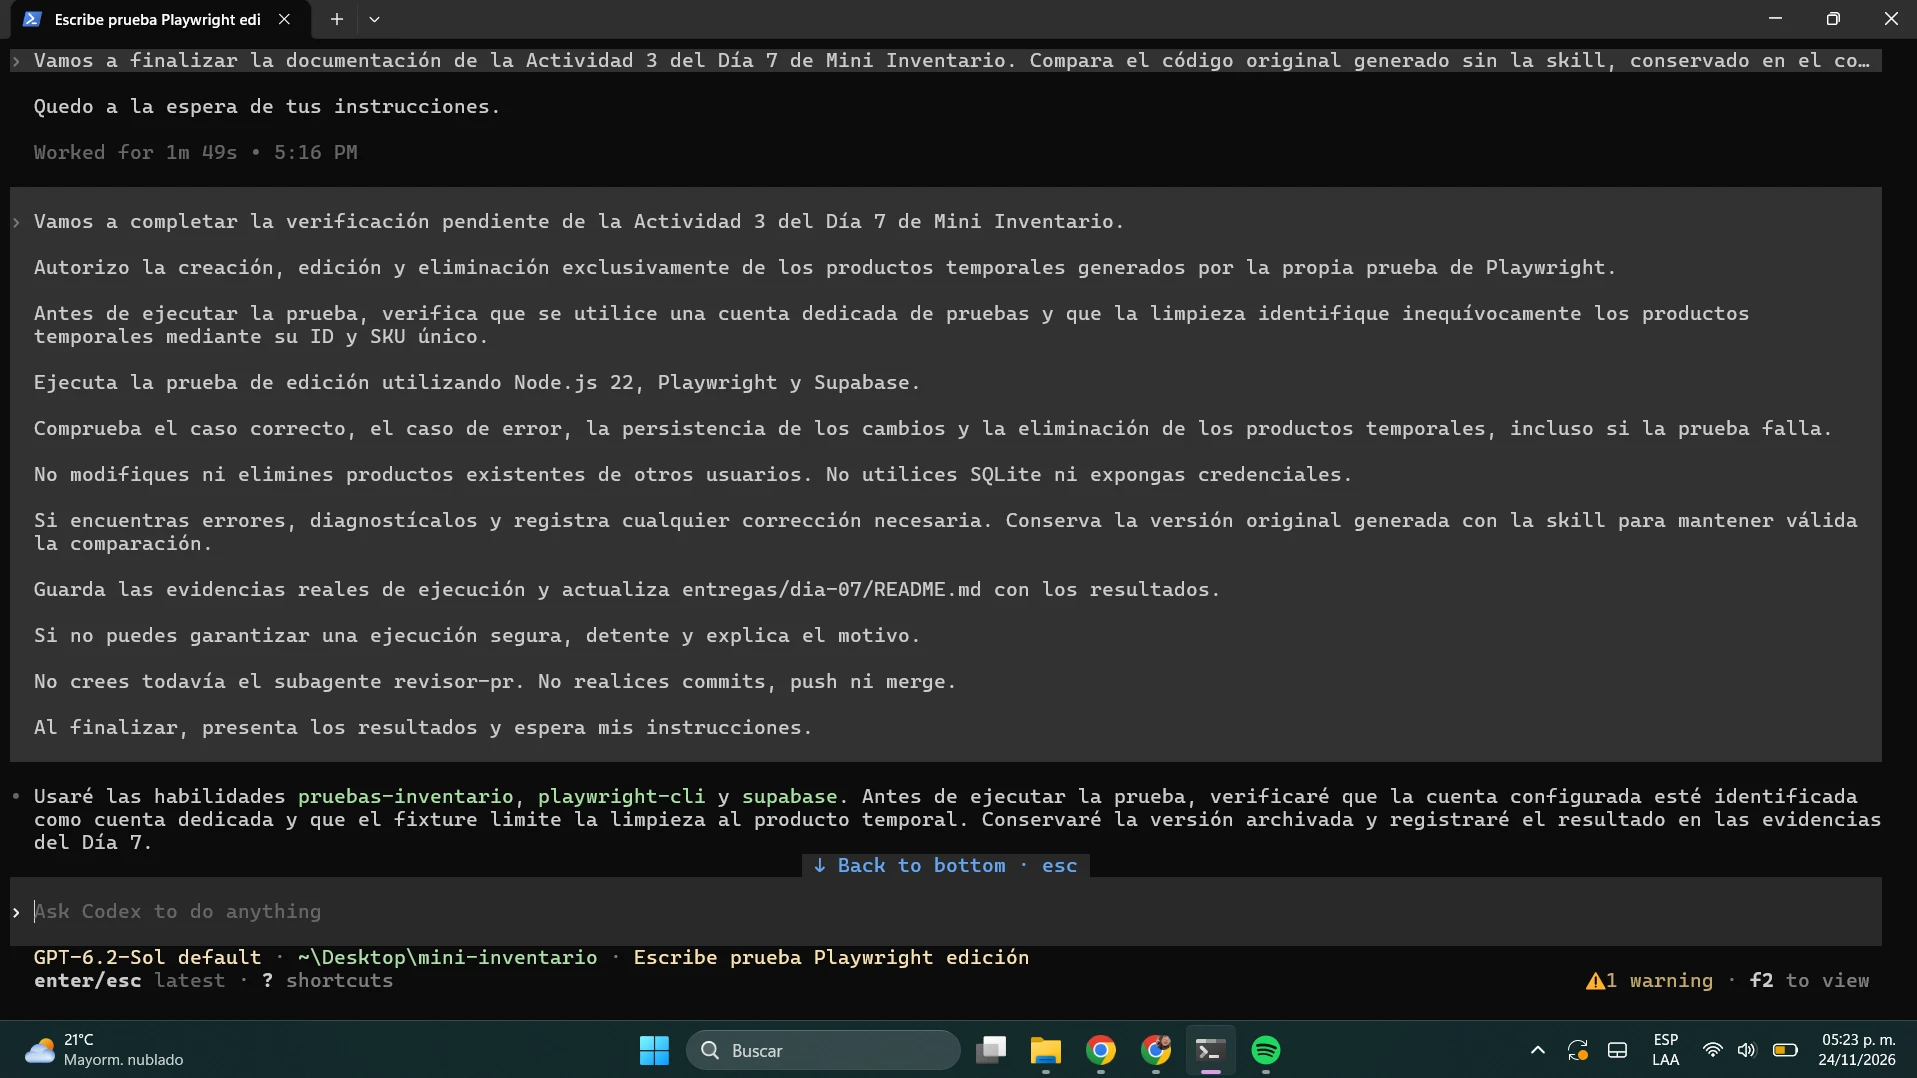 Escribe prueba Playwright edi
› Vamos a finalizar la documentación de la Actividad 3 del Día 7 de Mini Inventario. Compara el código original generado sin la skill, conservado en el co…
Quedo a la espera de tus instrucciones.
Worked for 1m 49s • 5:16 PM
› Vamos a completar la verificación pendiente de la Actividad 3 del Día 7 de Mini Inventario.
Autorizo la creación, edición y eliminación exclusivamente de los productos temporales generados por la propia prueba de Playwright.
Antes de ejecutar la prueba, verifica que se utilice una cuenta dedicada de pruebas y que la limpieza identifique inequívocamente los productos
temporales mediante su ID y SKU único.
Ejecuta la prueba de edición utilizando Node.js 22, Playwright y Supabase.
Comprueba el caso correcto, el caso de error, la persistencia de los cambios y la eliminación de los productos temporales, incluso si la prueba falla.
No modifiques ni elimines productos existentes de otros usuarios. No utilices SQLite ni expongas credenciales.
Si encuentras errores, diagnostícalos y registra cualquier corrección necesaria. Conserva la versión original generada con la skill para mantener válida
la comparación.
Guarda las evidencias reales de ejecución y actualiza entregas/dia-07/README.md con los resultados.
Si no puedes garantizar una ejecución segura, detente y explica el motivo.
No crees todavía el subagente revisor-pr. No realices commits, push ni merge.
Al finalizar, presenta los resultados y espera mis instrucciones.
• Usaré las habilidades pruebas-inventario, playwright-cli y supabase. Antes de ejecutar la prueba, verificaré que la cuenta configurada esté identificada
como cuenta dedicada y que el fixture limite la limpieza al producto temporal. Conservaré la versión archivada y registraré el resultado en las evidencias
del Día 7.
↓ Back to bottom · esc
› Ask Codex to do anything
GPT-6.2-Sol default · ~\Desktop\mini-inventario · Escribe prueba Playwright edición
enter/esc latest · ? shortcuts
1 warning · f2 to view
21°C
Mayorm. nublado
Buscar
ESP
LAA
05:23 p. m.
24/11/2026